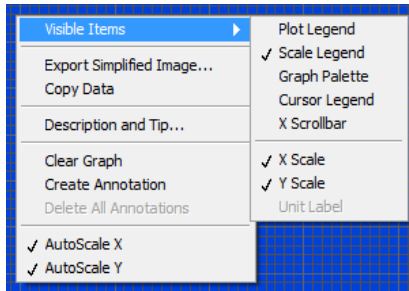 Visible Items
Export Simplified Image...
Copy Data
Description and Tip...
Clear Graph
Create Annotation
Delete All Annotations
AutoScale X
AutoScale Y
Plot Legend
Scale Legend
Graph Palette
Cursor Legend
X Scrollbar
X Scale
Y Scale
Unit Label